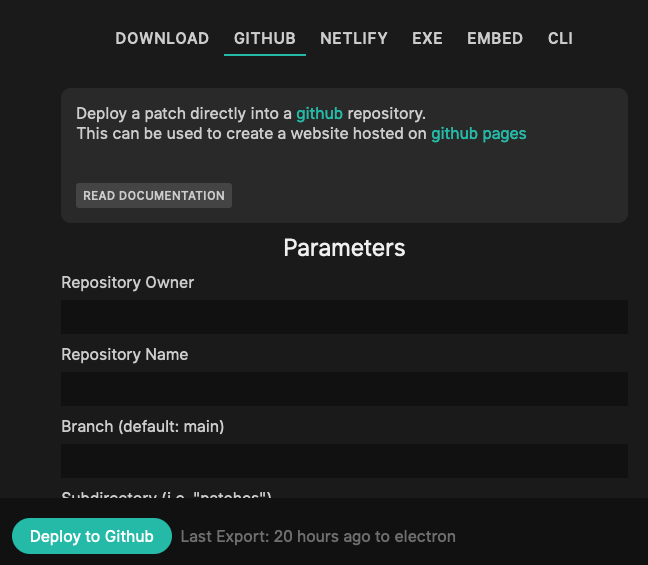 DOWNLOAD GITHUB NETLIFY EXE EMBED CLI
Deploy a patch directly into a github repository.
This can be used to create a website hosted on github pages
READ DOCUMENTATION
Parameters
Repository Owner
Repository Name
Branch (default: main)
Subdirectory (i.e. "patches")
Deploy to Github Last Export: 20 hours ago to electron